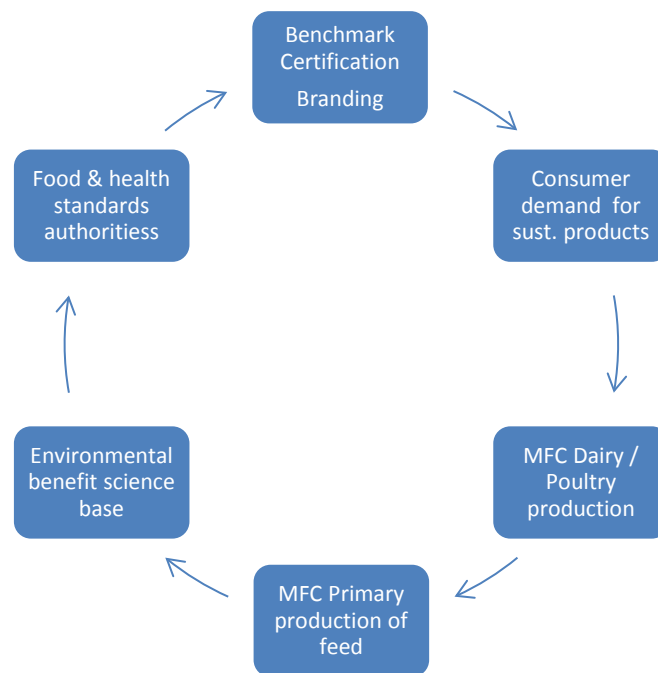 Benchmark
Certification
Branding
Consumer
demand for
sust. products
MFC Dairy /
Poultry
production
MFC Primary
production of
feed
Environmental
benefit science
base
Food & health
standards
authoritiess